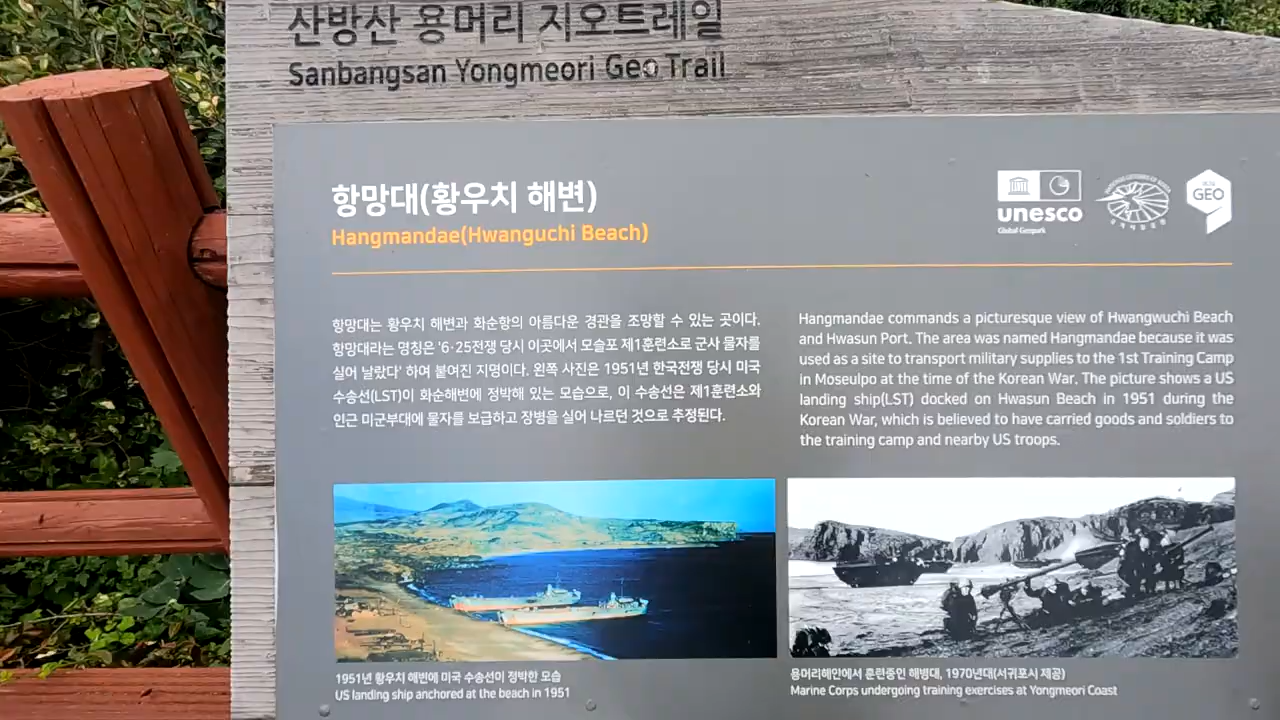 산방산 용머리 지오트레일
Sanbangsan Yongmeori Geo Trail
항망대(황우치 해변)
Hangmandae(Hwanguchi Beach)
unesco
Global Geopark
GEO
항망대는 황우치 해변과 화순항의 아름다운 경관을 조망할 수 있는 곳이다.
항망대라는 명칭은 '6·25전쟁 당시 이곳에서 모슬포 제1훈련소로 군사 물자를
실어 날랐다' 하여 붙여진 지명이다. 왼쪽 사진은 1951년 한국전쟁 당시 미국
수송선(LST)이 화순해변에 정박해 있는 모습으로, 이 수송선은 제1훈련소와
인근 미군부대에 물자를 보급하고 장병을 실어 나르던 것으로 추정된다.
Hangmandae commands a picturesque view of Hwangwuchi Beach
and Hwasun Port. The area was named Hangmandae because it was
used as a site to transport military supplies to the 1st Training Camp
in Moseulpo at the time of the Korean War. The picture shows a US
landing ship(LST) docked on Hwasun Beach in 1951 during the
Korean War, which is believed to have carried goods and soldiers to
the training camp and nearby US troops.
1951년 황우치 해변에 미국 수송선이 정박한 모습
US landing ship anchored at the beach in 1951
용머리해안에서 훈련중인 해병대, 1970년대(서귀포시 제공)
Marine Corps undergoing training exercises at Yongmeori Coast